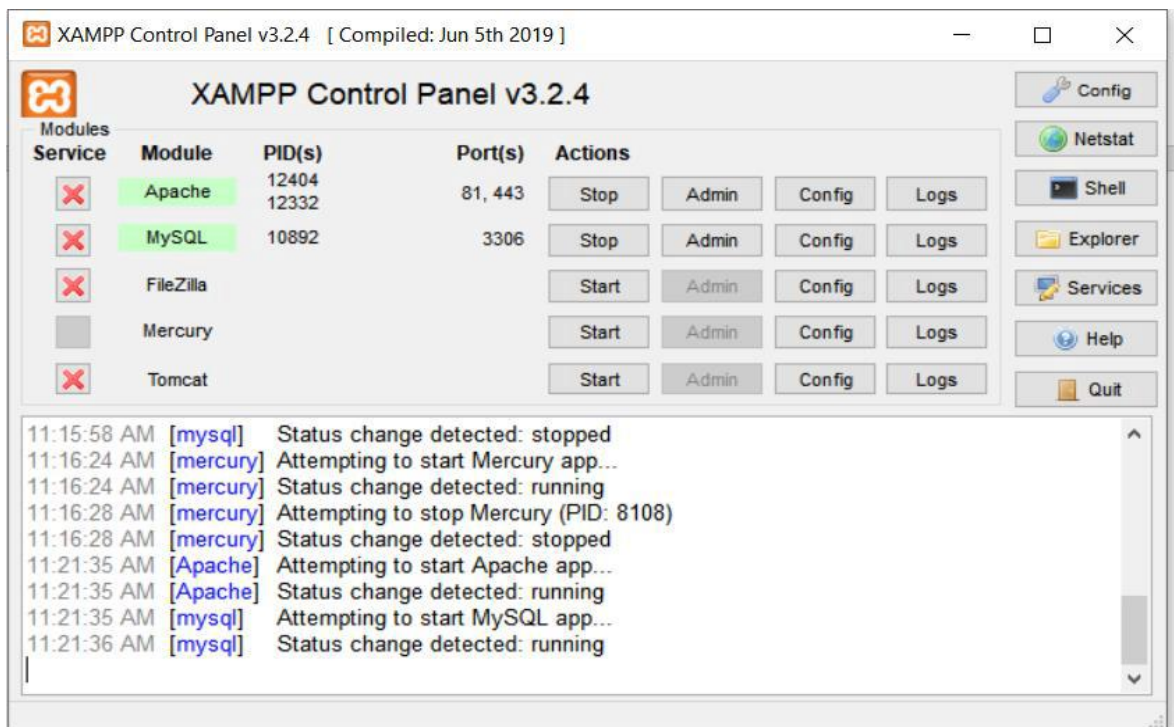 XAMPP Control Panel v3.2.4 [ Compiled: Jun 5th 2019 ]
XAMPP Control Panel v3.2.4
Config
Modules
Service Module PID(s) Port(s) Actions
Netstat
Apache 12404 81, 443 Stop Admin Config Logs
12332
Shell
MySQL 10892 3306 Stop Admin Config Logs
Explorer
FileZilla Start Admin Config Logs
Services
Mercury Start Admin Config Logs
Help
Tomcat Start Admin Config Logs
Quit
11:15:58 AM [mysql] Status change detected: stopped
11:16:24 AM [mercury] Attempting to start Mercury app...
11:16:24 AM [mercury] Status change detected: running
11:16:28 AM [mercury] Attempting to stop Mercury (PID: 8108)
11:16:28 AM [mercury] Status change detected: stopped
11:21:35 AM [Apache] Attempting to start Apache app...
11:21:35 AM [Apache] Status change detected: running
11:21:35 AM [mysql] Attempting to start MySQL app...
11:21:36 AM [mysql] Status change detected: running